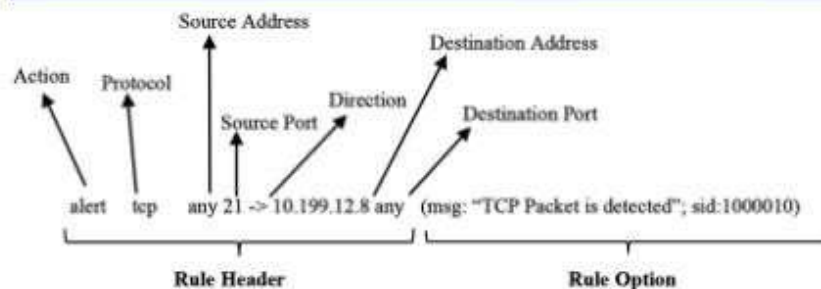 Source Address
Destination Address
Action
Protocol
Direction
Source Port
Destination Port
alert tcp any 21 -> 10.199.12.8 any (msg: “TCP Packet is detected”; sid:1000010)
Rule Header
Rule Option